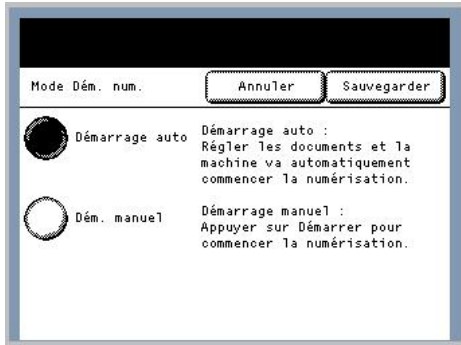 Mode Dém. num.
Annuler
Sauvegarder
Démarrage auto
Démarrage auto :
Régler les documents et la
machine va automatiquement
commencer la numérisation.
Dém. manuel
Démarrage manuel :
Appuyer sur Démarrer pour
commencer la numérisation.